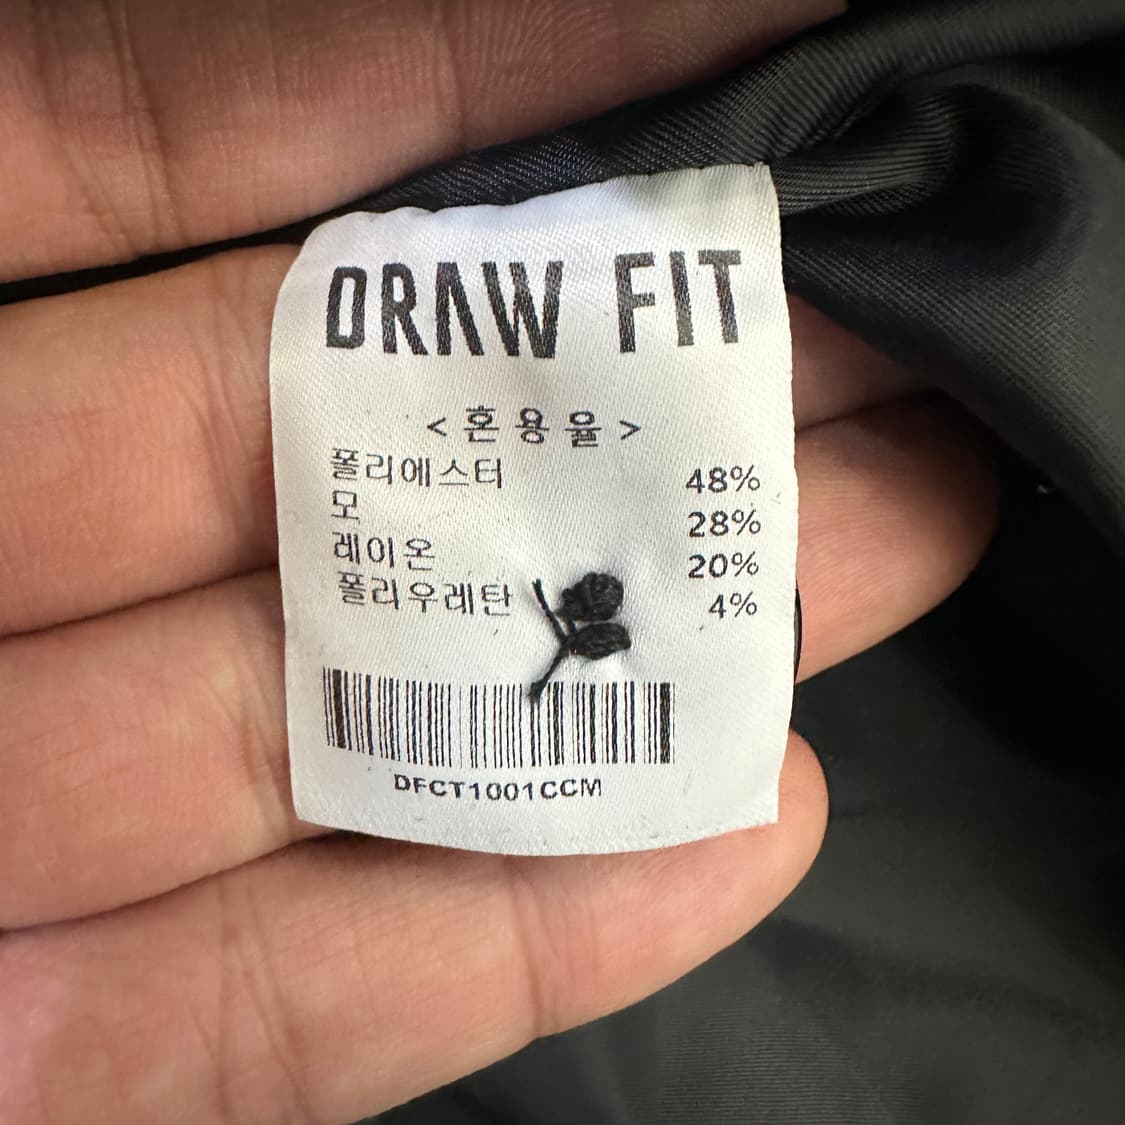 DRAW FIT
< 혼 용 율 >
폴리에스터 48%
모 28%
레이온 20%
폴리우레탄 4%
DFCT1001CCM